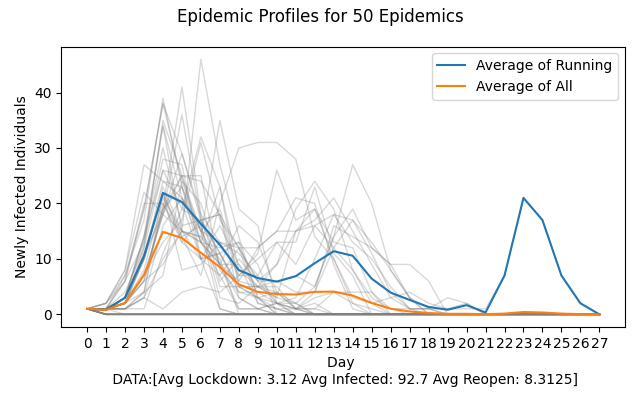 Epidemic Profiles for 50 Epidemics
Average of Running
Average of All
Newly Infected Individuals
40
30
20
10
0
0 1 2 3 4 5 6 7 8 9 10 11 12 13 14 15 16 17 18 19 20 21 22 23 24 25 26 27
Day
DATA:[Avg Lockdown: 3.12 Avg Infected: 92.7 Avg Reopen: 8.3125]